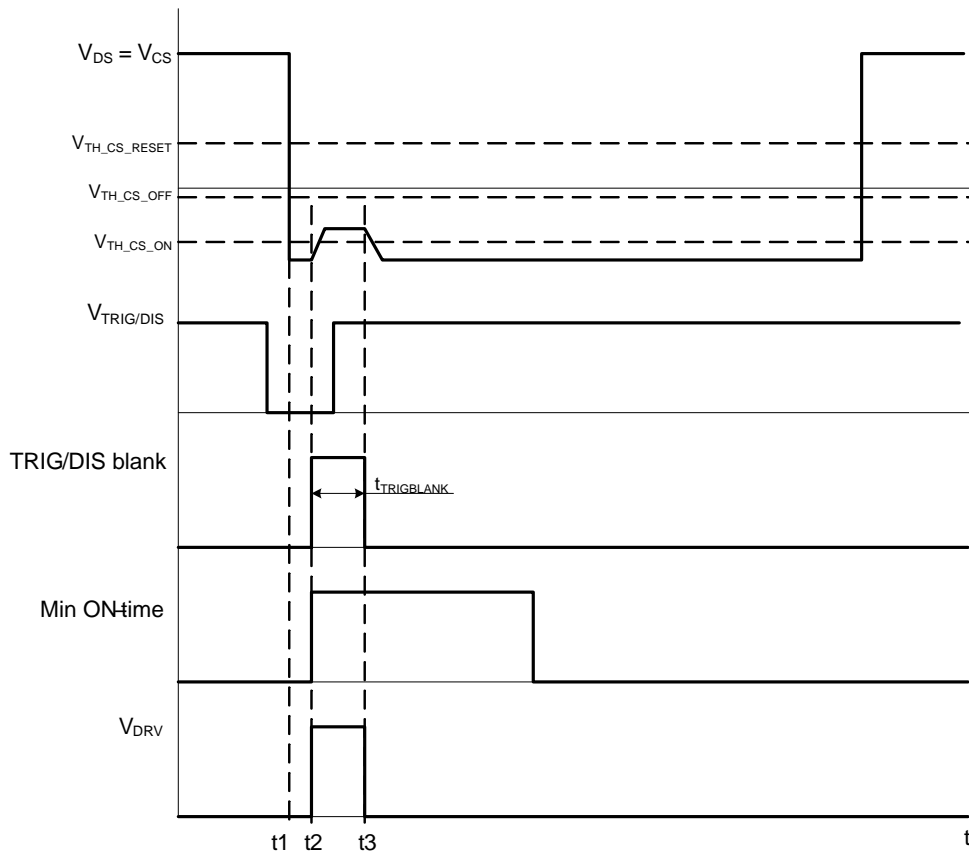 VDS = VCS
VTH_CS_RESET
VTH_CS_OFF
VTH_CS_ON
VTRIG/DIS
TRIG/DIS blank
tTRIGBLANK
Min ON-time
VDRV
t1 t2 t3 t